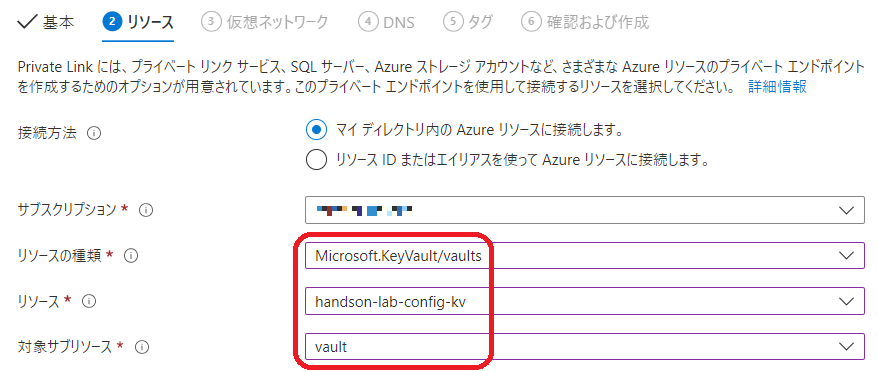 基本 2 リソース 3 仮想ネットワーク 4 DNS 5 タグ 6 確認および作成
Private Link には、プライベート リンク サービス、SQL サーバー、Azure ストレージ アカウントなど、さまざまな Azure リソースのプライベート エンドポイント
を作成するためのオプションが用意されています。このプライベート エンドポイントを使用して接続するリソースを選択してください。 詳細情報
接続方法
マイ ディレクトリ内の Azure リソースに接続します。
リソース ID またはエイリアスを使って Azure リソースに接続します。
サブスクリプション *
リソースの種類 * Microsoft.KeyVault/vaults
リソース * handson-lab-config-kv
対象サブリソース * vault